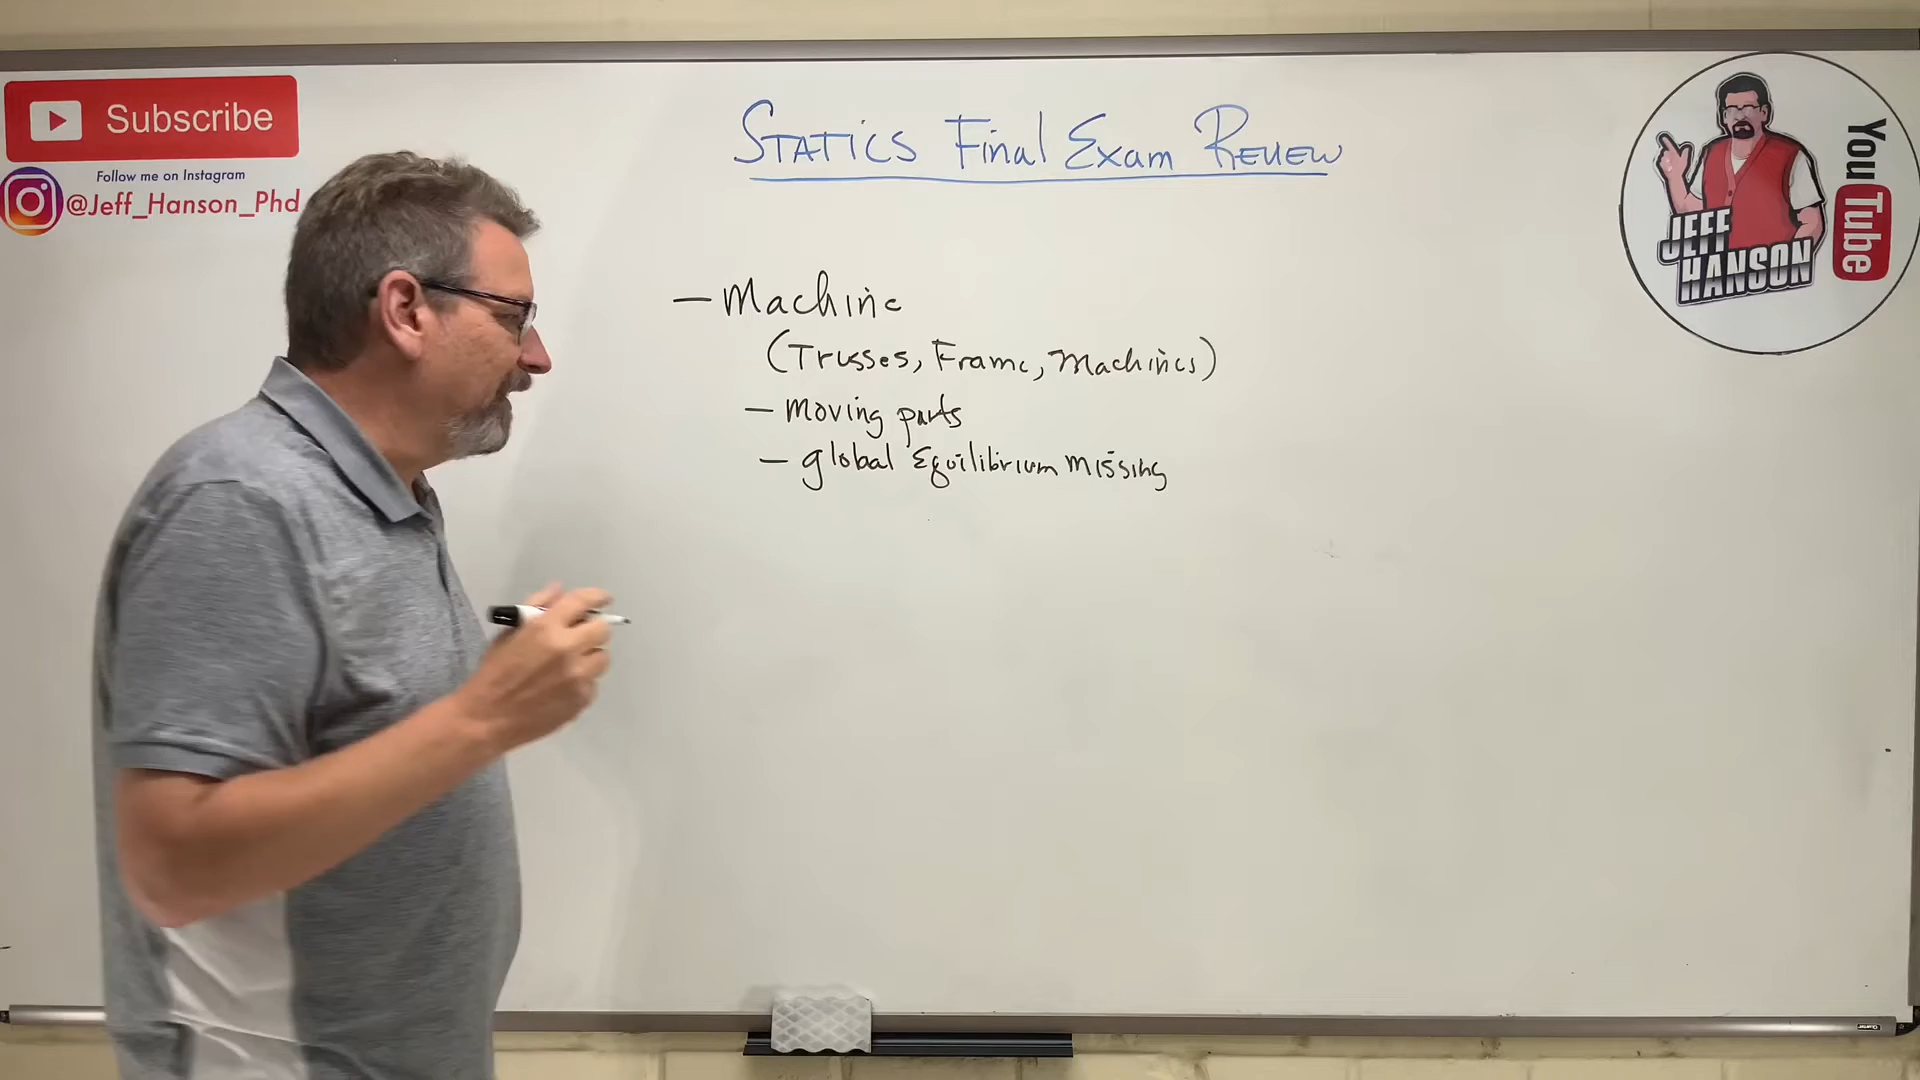 Subscribe
Follow me on Instagram
@Jeff_Hanson_Phd
STATICS Final Exam Review
- Machine
(Trusses, Frame, Machines)
- moving parts
- global Equilibrium missing
JEFF
HANSON
YouTube